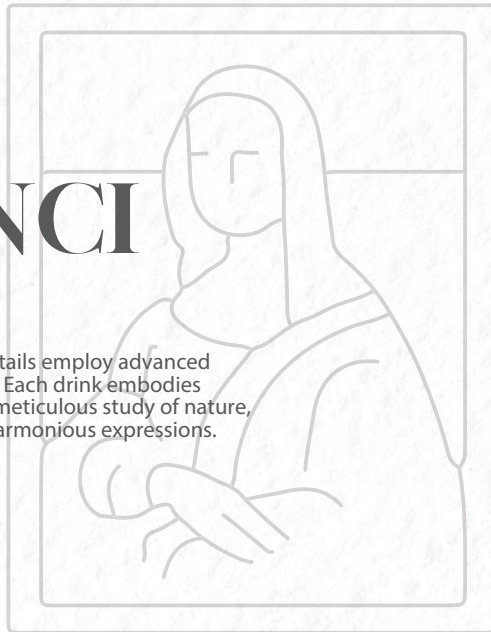 NCI
tails employ advanced
Each drink embodies
meticulous study of nature,
armonious expressions.